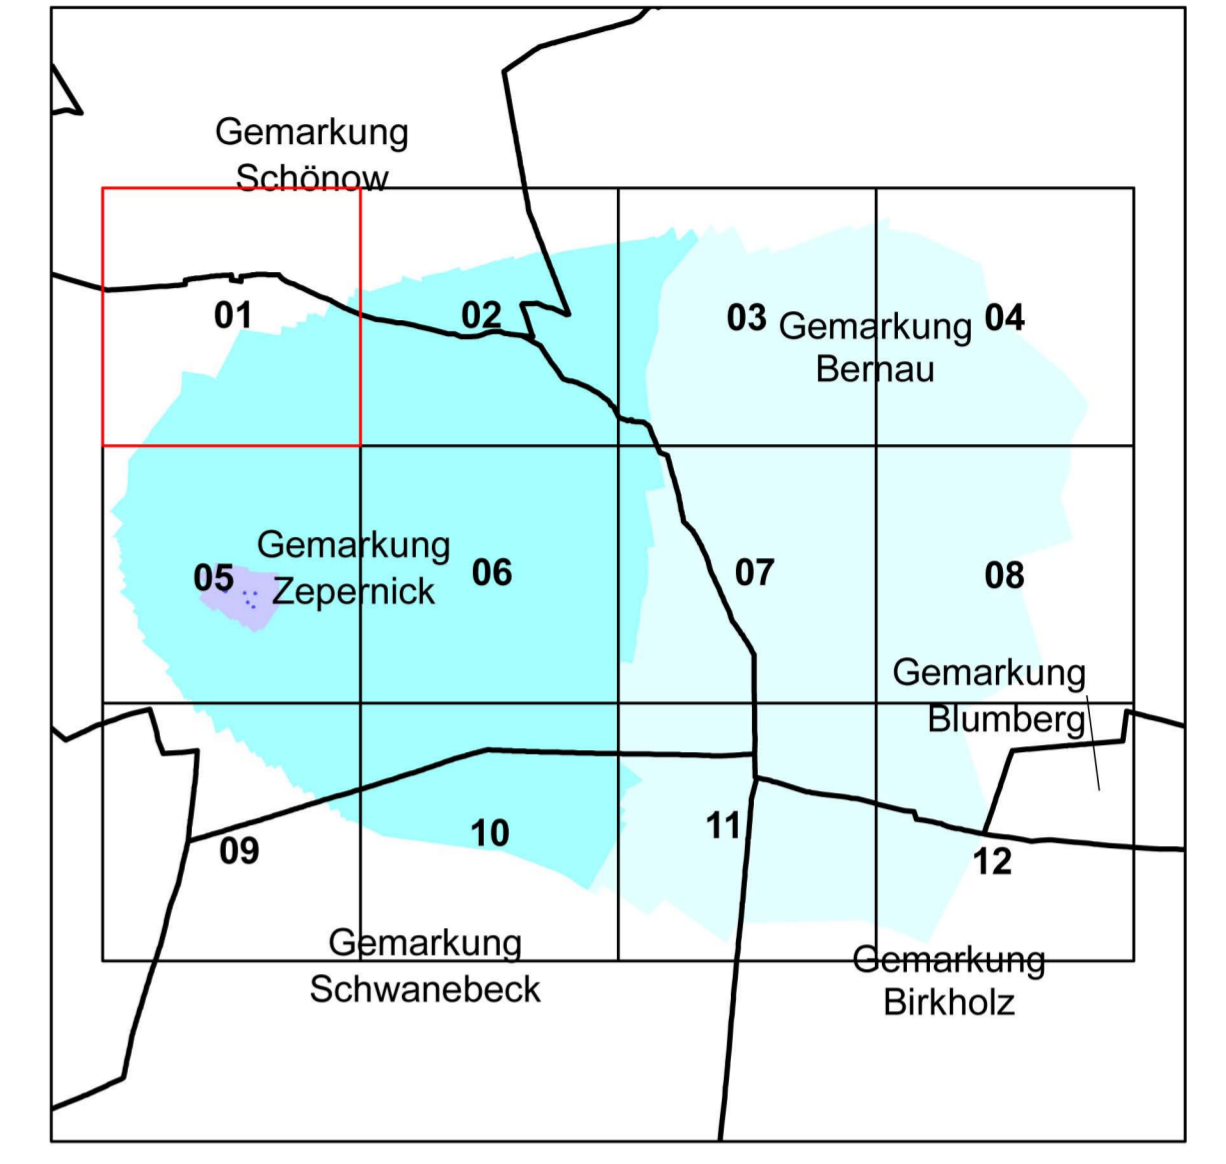 Gemarkung
Schönow
01
02
03
Gemarkung
Bernau
04
05
Gemarkung
Zepernick
06
07
08
Gemarkung
Blumberg
09
10
11
12
Gemarkung
Schwanebeck
Gemarkung
Birkholz